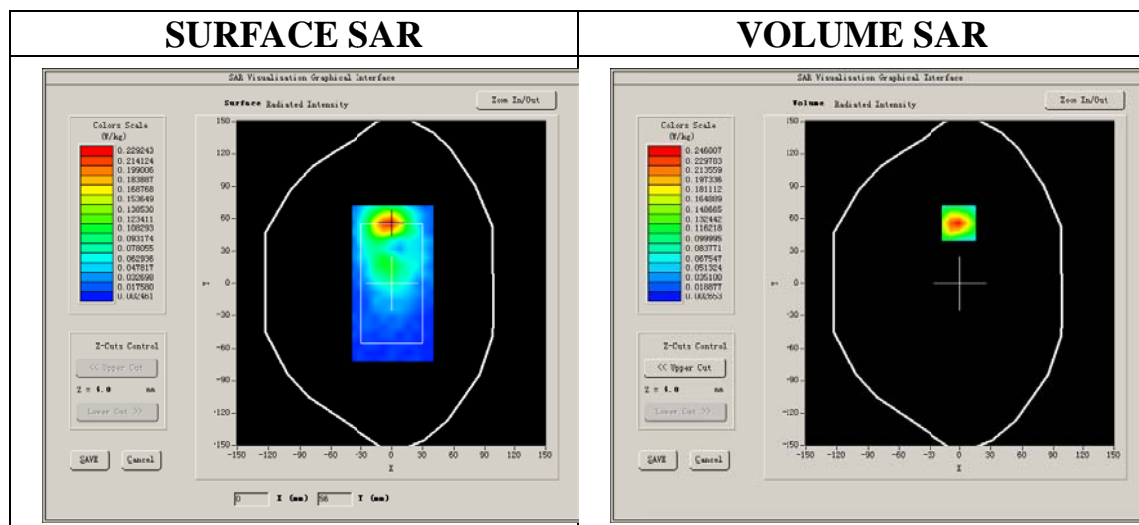 SURFACE SAR
VOLUME SAR
SAR Visualisation Graphical Interface
Surface Radiated Intensity
Zoom In/Out
Colors Scale
(W/kg)
0.229243
0.214124
0.199006
0.183887
0.168768
0.153649
0.138530
0.123411
0.108293
0.093174
0.078055
0.062936
0.047817
0.032698
0.017580
0.002461
150
120
90
60
30
0
-30
-60
-90
-120
-150
Y
-150 -120 -90 -60 -30 0 30 60 90 120 150
X
Z-Cuts Control
<< Upper Cut
Z = 4.0 mm
Lower Cut >>
SAVE Cancel
0 X (mm) 56 Y (mm)
SAR Visualisation Graphical Interface
Volume Radiated Intensity
Zoom In/Out
Colors Scale
(W/kg)
0.246007
0.229783
0.213559
0.197336
0.181112
0.164889
0.148665
0.132442
0.116218
0.099995
0.083771
0.067547
0.051324
0.035100
0.018877
0.002653
150
120
90
60
30
0
-30
-60
-90
-120
-150
Y
-150 -120 -90 -60 -30 0 30 60 90 120 150
X
Z-Cuts Control
<< Upper Cut
Z = 4.0 mm
Lower Cut >>
SAVE Cancel